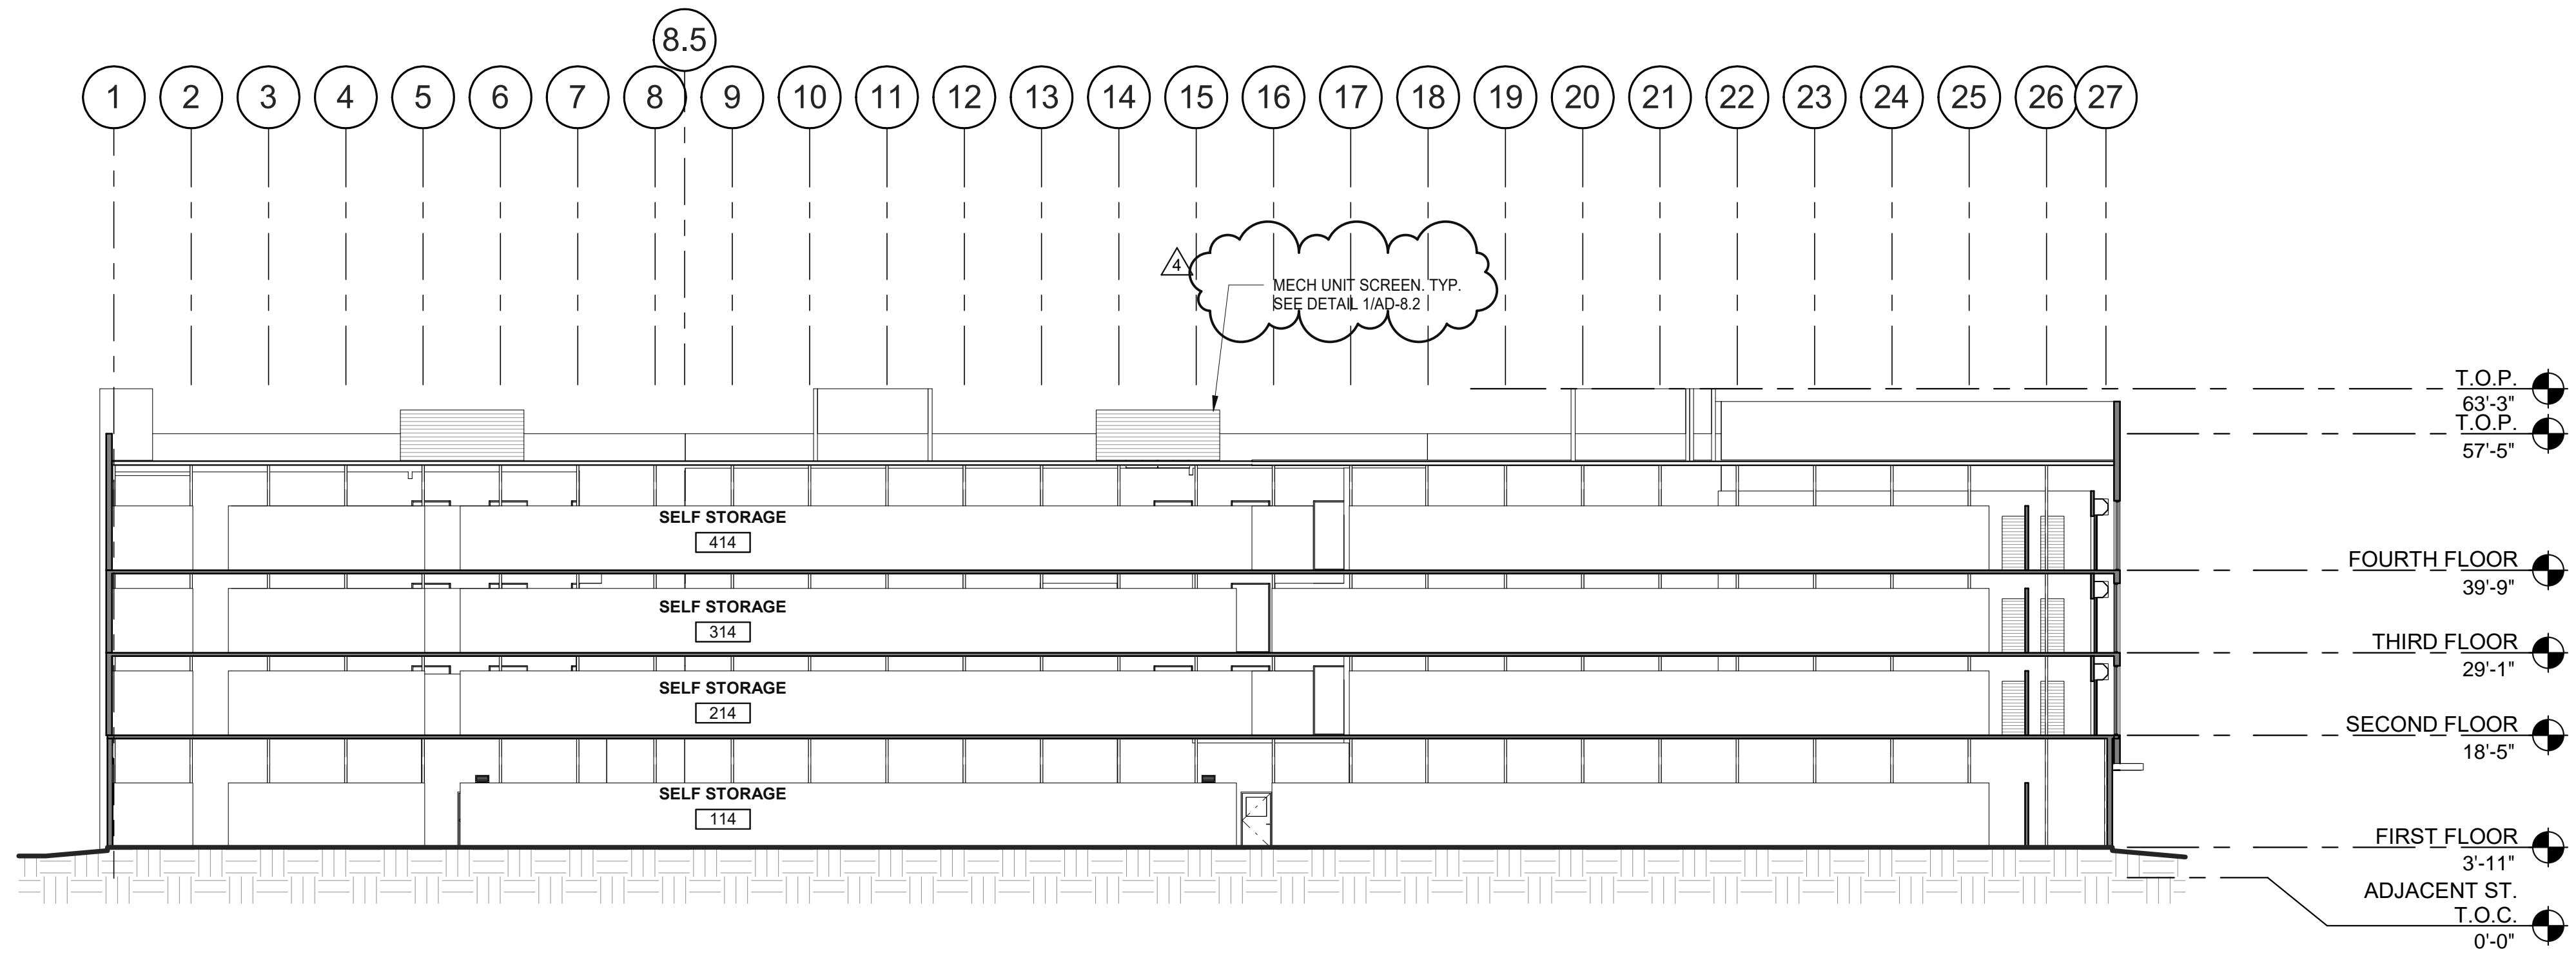 8.5
1 2 3 4 5 6 7 8 9 10 11 12 13 14 15 16 17 18 19 20 21 22 23 24 25 26 27
4
MECH UNIT SCREEN. TYP.
SEE DETAIL 1/AD-8.2
T.O.P.
63'-3"
T.O.P.
57'-5"
SELF STORAGE
414
FOURTH FLOOR
39'-9"
SELF STORAGE
314
THIRD FLOOR
29'-1"
SELF STORAGE
214
SECOND FLOOR
18'-5"
SELF STORAGE
114
FIRST FLOOR
3'-11"
ADJACENT ST.
T.O.C.
0'-0"